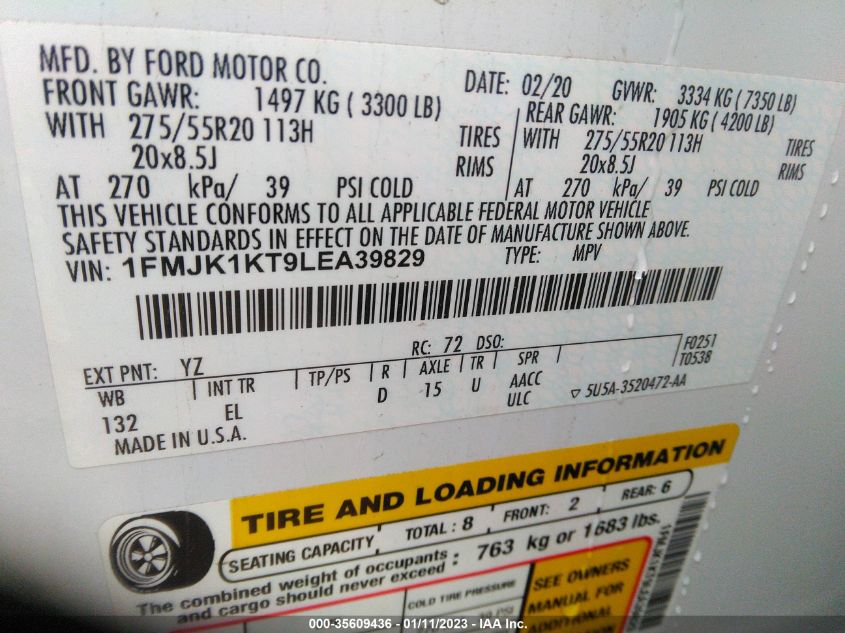 MFD. BY FORD MOTOR CO.
DATE: 02/20 GVWR: 3334 KG ( 7350 LB)
FRONT GAWR: 1497 KG ( 3300 LB)
REAR GAWR: 1905 KG ( 4200 LB)
WITH 275/55R20 113H TIRES
WITH 275/55R20 113H TIRES
20x8.5J RIMS
20x8.5J RIMS
AT 270 kPa/ 39 PSI COLD
AT 270 kPa/ 39 PSI COLD
THIS VEHICLE CONFORMS TO ALL APPLICABLE FEDERAL MOTOR VEHICLE
SAFETY STANDARDS IN EFFECT ON THE DATE OF MANUFACTURE SHOWN ABOVE.
VIN: 1FMJK1KT9LEA39829 TYPE: MPV
EXT PNT: YZ RC: 72 DSO: F0251
T0538
WB INT TR TP/PS R AXLE TR SPR
132 EL D 15 U AACC
ULC
▽ 5U5A-3520472-AA
MADE IN U.S.A.
TIRE AND LOADING INFORMATION
SEATING CAPACITY TOTAL : 8 FRONT: 2 REAR: 6
The combined weight of occupants and cargo should never exceed : 763 kg or 1683 lbs.
COLD TIRE PRESSURE
SEE OWNERS
MANUAL FOR
ADDITIONAL
000-35609436 - 01/11/2023 - IAA Inc.